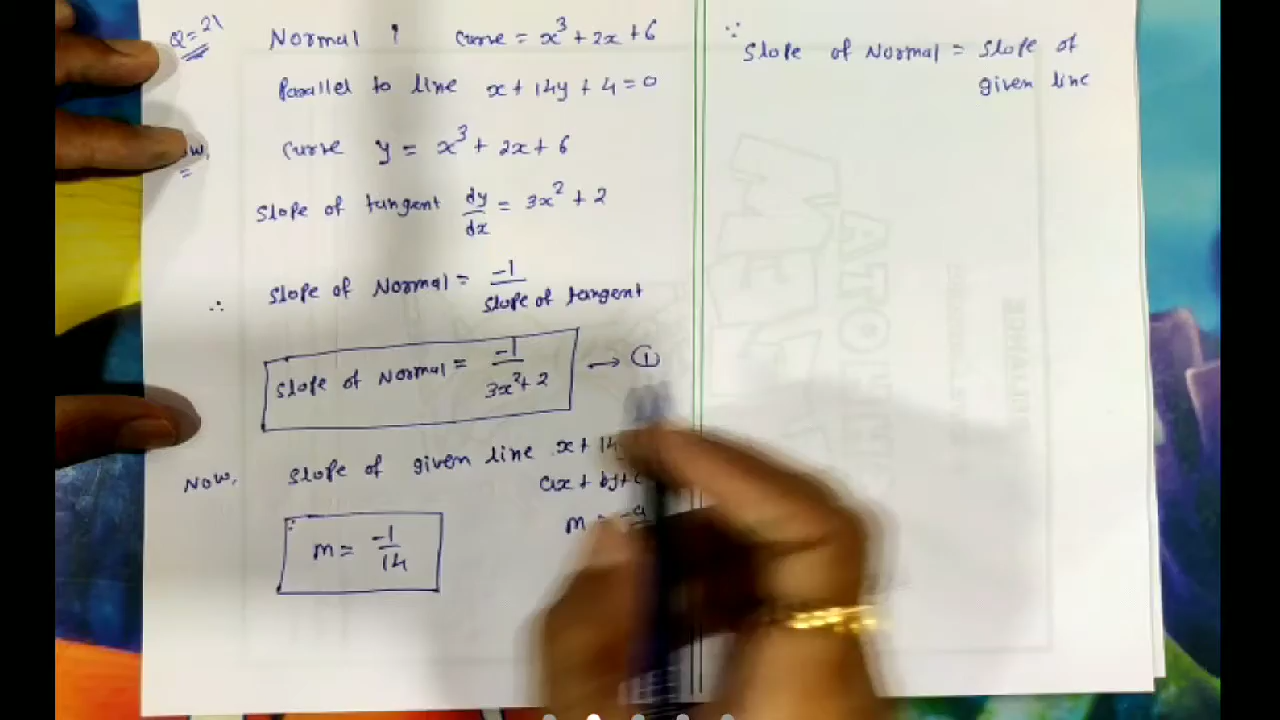 Q=21 Normal ? Curve = x³ + 2x + 6
Parallel to line x + 14y + 4 = 0
Curve y = x³ + 2x + 6
Slope of tangent dy/dx = 3x² + 2
∴ Slope of Normal = -1/Slope of tangent
Slope of Normal = -1/3x²+2 → ①
Now, Slope of given line x + 14
ax + by +
m = -a
m = -1/14
∵
Slope of Normal = Slope of
given line